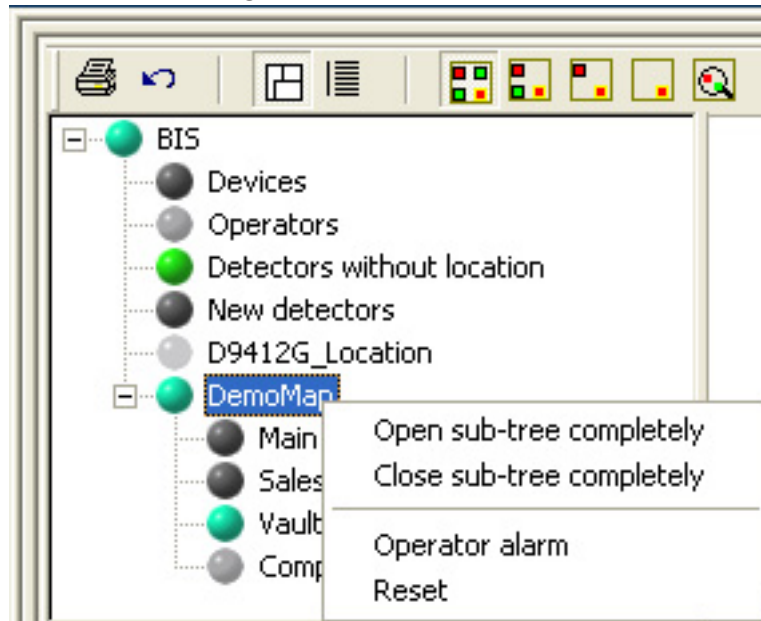 BIS
Devices
Operators
Detectors without location
New detectors
D9412G_Location
DemoMap
Main
Open sub-tree completely
Sales
Close sub-tree completely
Vault
Operator alarm
Comp
Reset